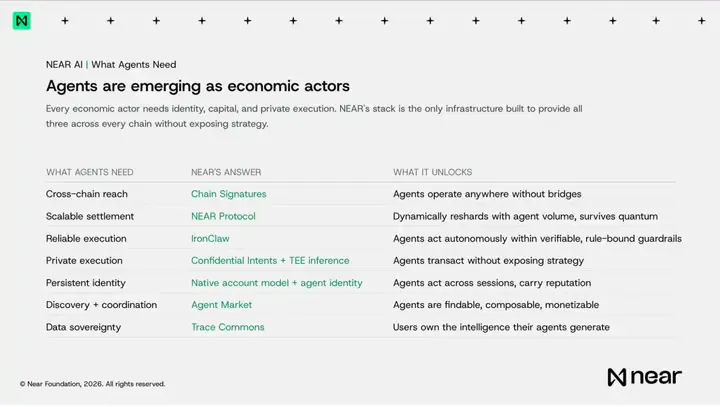 NEAR AI | What Agents Need
Agents are emerging as economic actors
Every economic actor needs identity, capital, and private execution. NEAR's stack is the only infrastructure built to provide all
three across every chain without exposing strategy.
WHAT AGENTS NEED NEAR'S ANSWER WHAT IT UNLOCKS
Cross-chain reach Chain Signatures Agents operate anywhere without bridges
Scalable settlement NEAR Protocol Dynamically reshards with agent volume, survives quantum
Reliable execution IronClaw Agents act autonomously within verifiable, rule-bound guardrails
Private execution Confidential Intents + TEE inference Agents transact without exposing strategy
Persistent identity Native account model + agent identity Agents act across sessions, carry reputation
Discovery + coordination Agent Market Agents are findable, composable, monetizable
Data sovereignty Trace Commons Users own the intelligence their agents generate
© Near Foundation, 2026. All rights reserved.
near